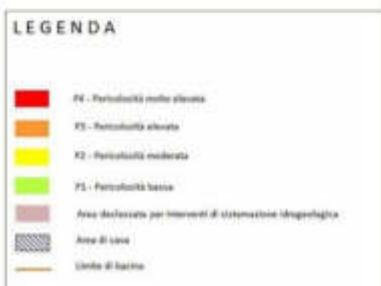 LEGENDA
P4 - Pericolosità molto elevata
P3 - Pericolosità elevata
P2 - Pericolosità moderata
P1 - Pericolosità bassa
Area declassata per interventi di sistemazione idrogeologica
Area di cava
Limite di bacino